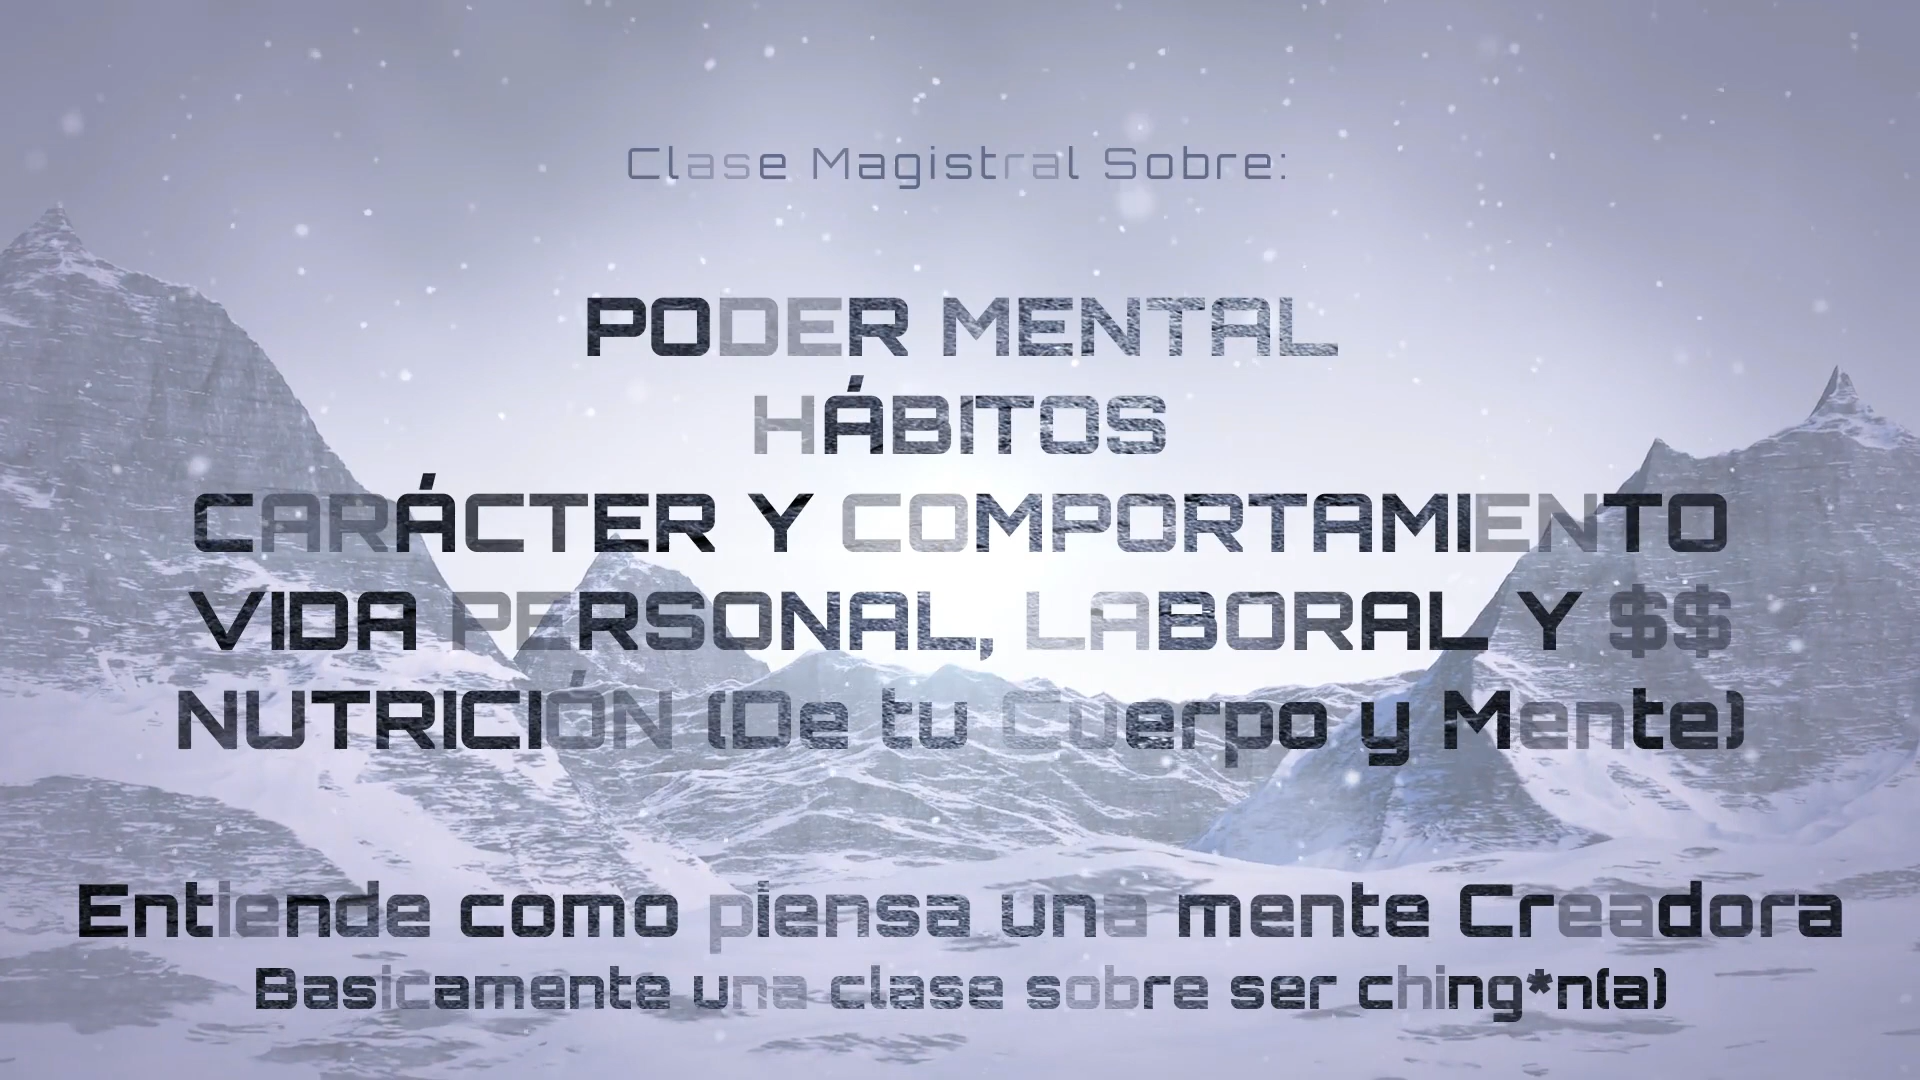 Clase Magistral Sobre:
PODER MENTAL
HÁBITOS
CARÁCTER Y COMPORTAMIENTO
VIDA PERSONAL, LABORAL Y $$
NUTRICIÓN (De tu Cuerpo y Mente)
Entiende como piensa una mente Creadora
Basicamente una clase sobre ser ching*n(a)